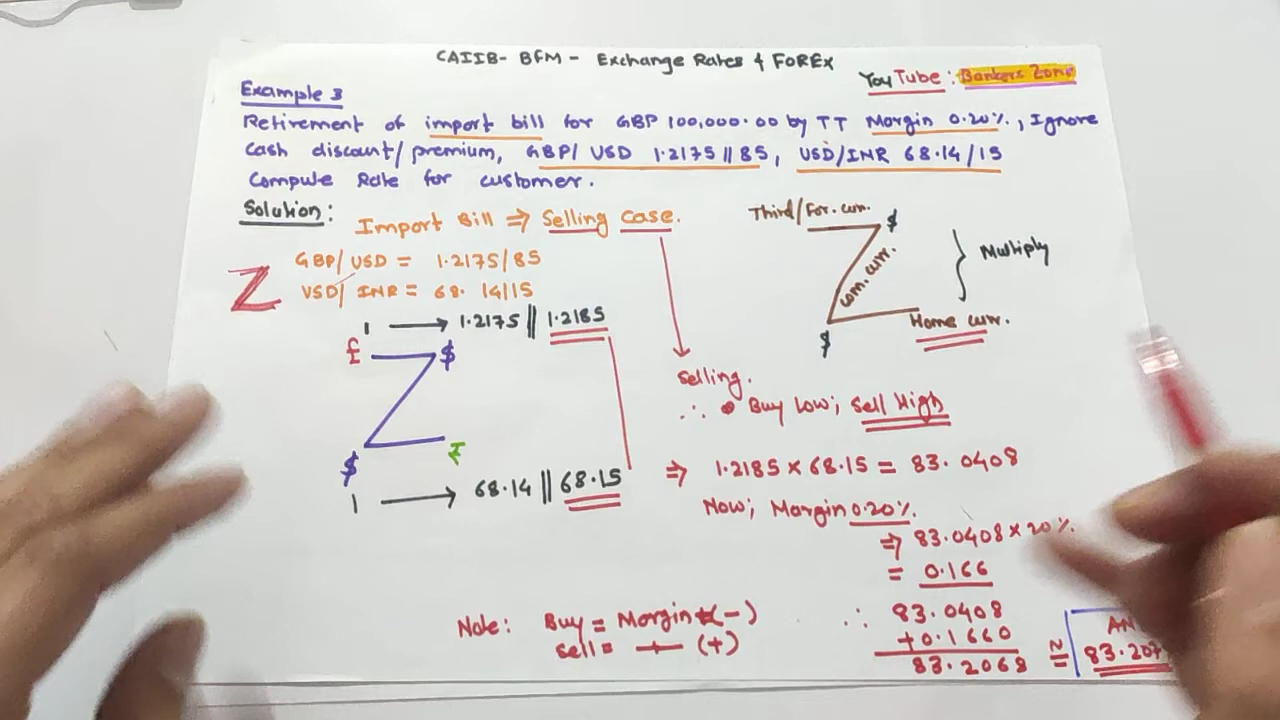 CAIIB- BFM - Exchange Rates & FOREX
YouTube: Bankers Zone
Example 3
Retirement of import bill for GBP 100,000.00 by TT Margin 0.20%, Ignore
Cash discount/premium, GBP/USD 1.2175||85, USD/INR 68.14/15
Compute Rate for customer.
Solution:
Import Bill ⇒ Selling Case.
GBP/USD = 1.2175/85
USD/INR = 68.14/15
Z
1 → 1.2175 || 1.2185
£ $
$ ₹
1 → 68.14 || 68.15
Third/For. curr. $
Com. curr.
} Multiply
$ Home curr.
Selling.
∴ Buy Low; Sell High
⇒ 1.2185 x 68.15 = 83.0408
Now; Margin 0.20%.
⇒ 83.0408 x 20%.
= 0.166
∴ 83.0408
+0.1660
83.2068 ≅
83.207
Note: Buy = Margin (-)
Sell = (+)